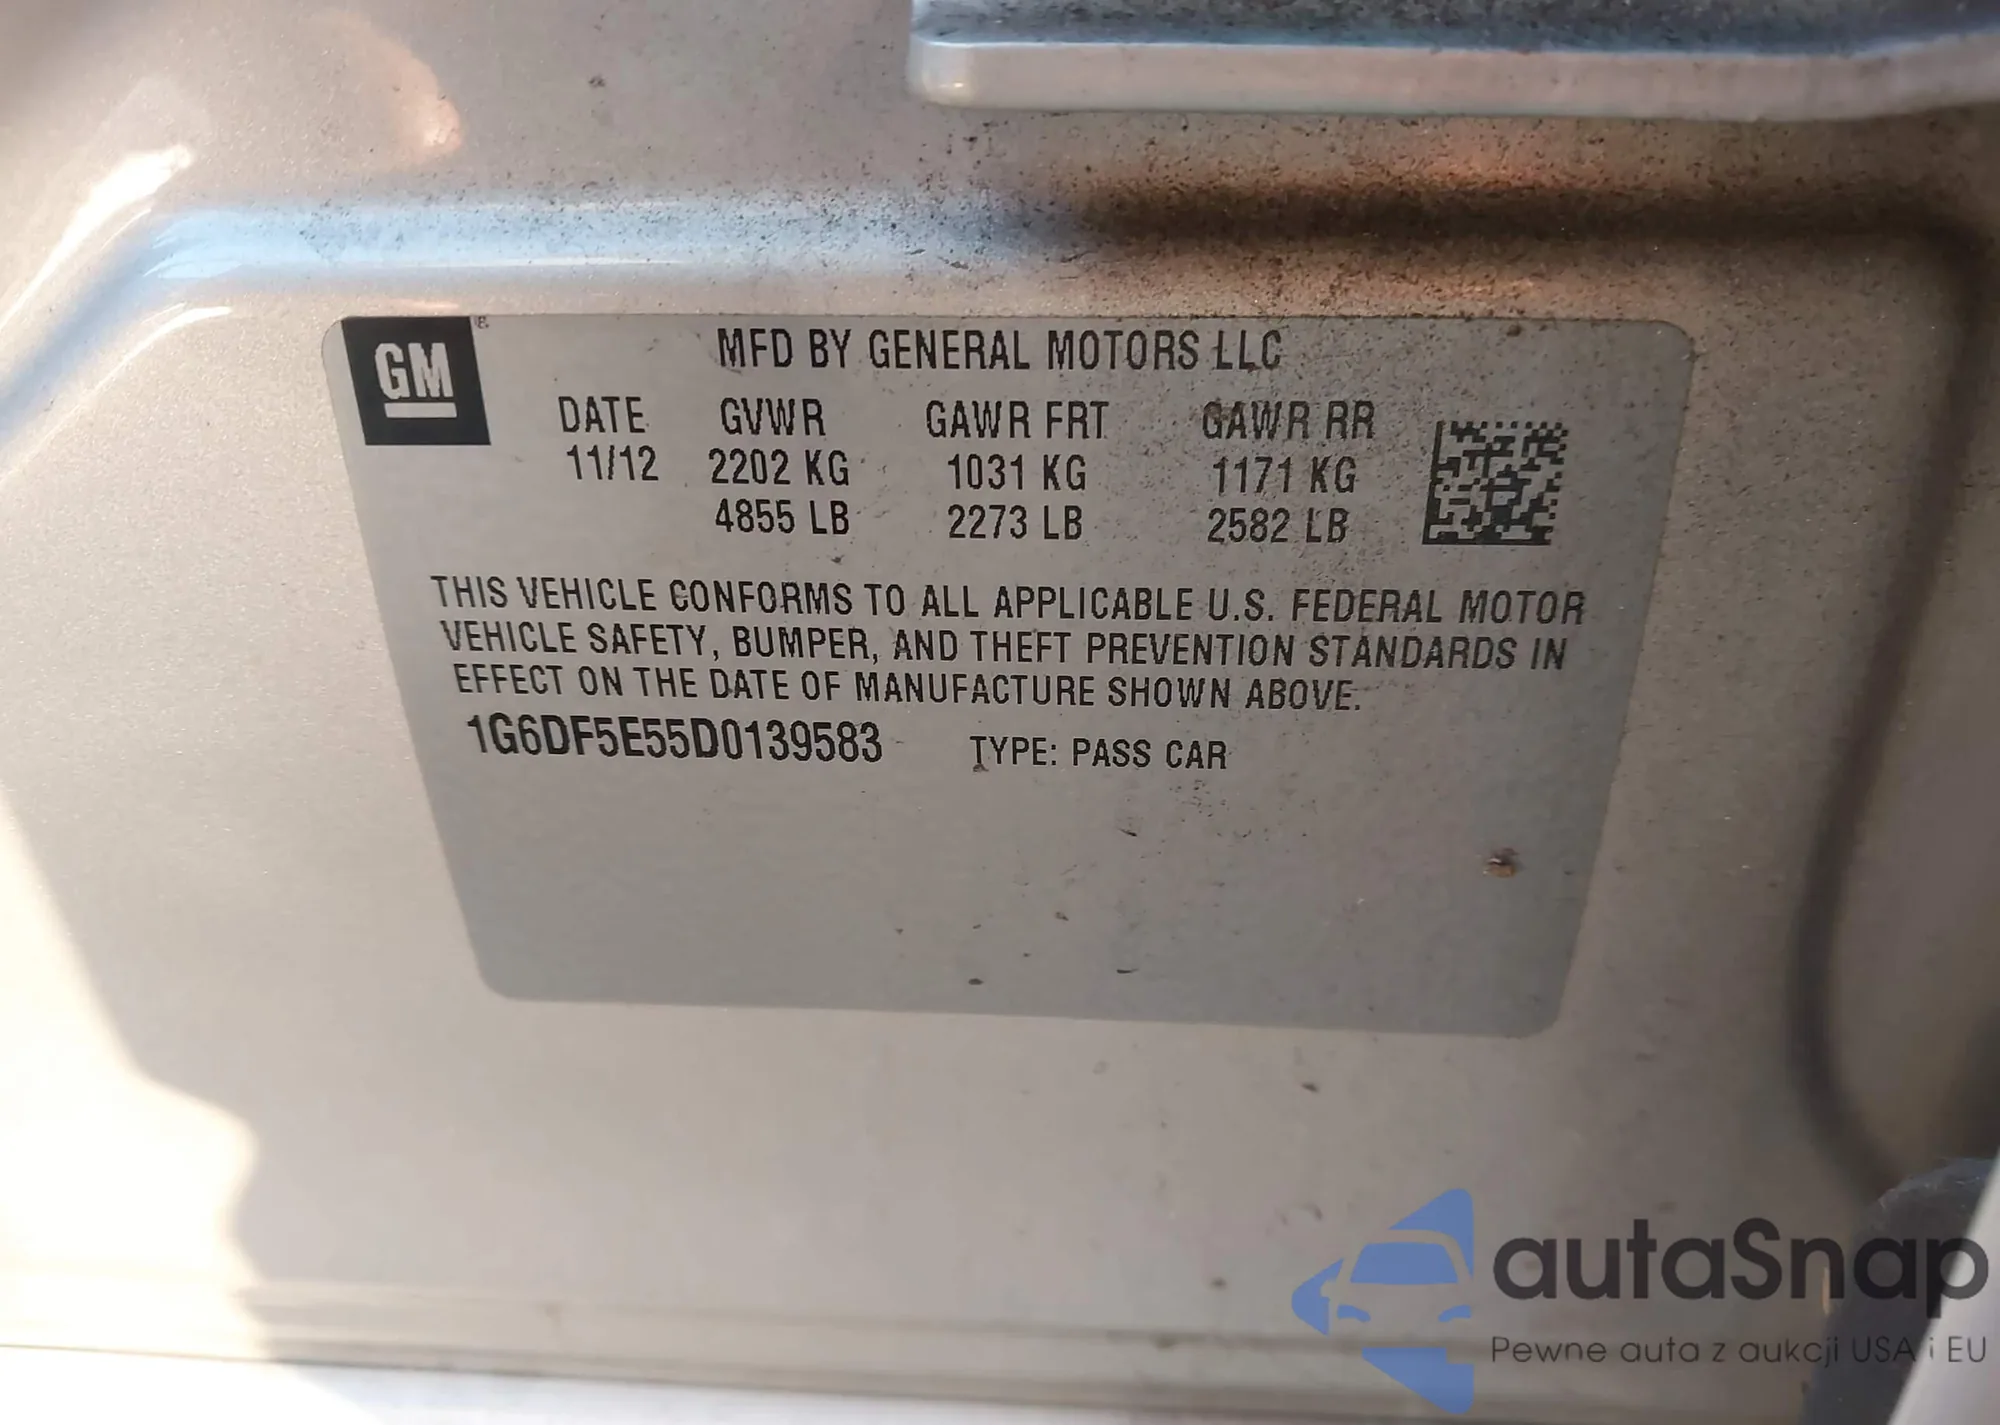 GM
MFD BY GENERAL MOTORS LLC
DATE GVWR GAWR FRT GAWR RR
11/12 2202 KG 1031 KG 1171 KG
4855 LB 2273 LB 2582 LB
THIS VEHICLE CONFORMS TO ALL APPLICABLE U.S. FEDERAL MOTOR
VEHICLE SAFETY, BUMPER, AND THEFT PREVENTION STANDARDS IN
EFFECT ON THE DATE OF MANUFACTURE SHOWN ABOVE.
1G6DF5E55D0139583 TYPE: PASS CAR
autaSnap
Pewne auta z aukcji USA i EU